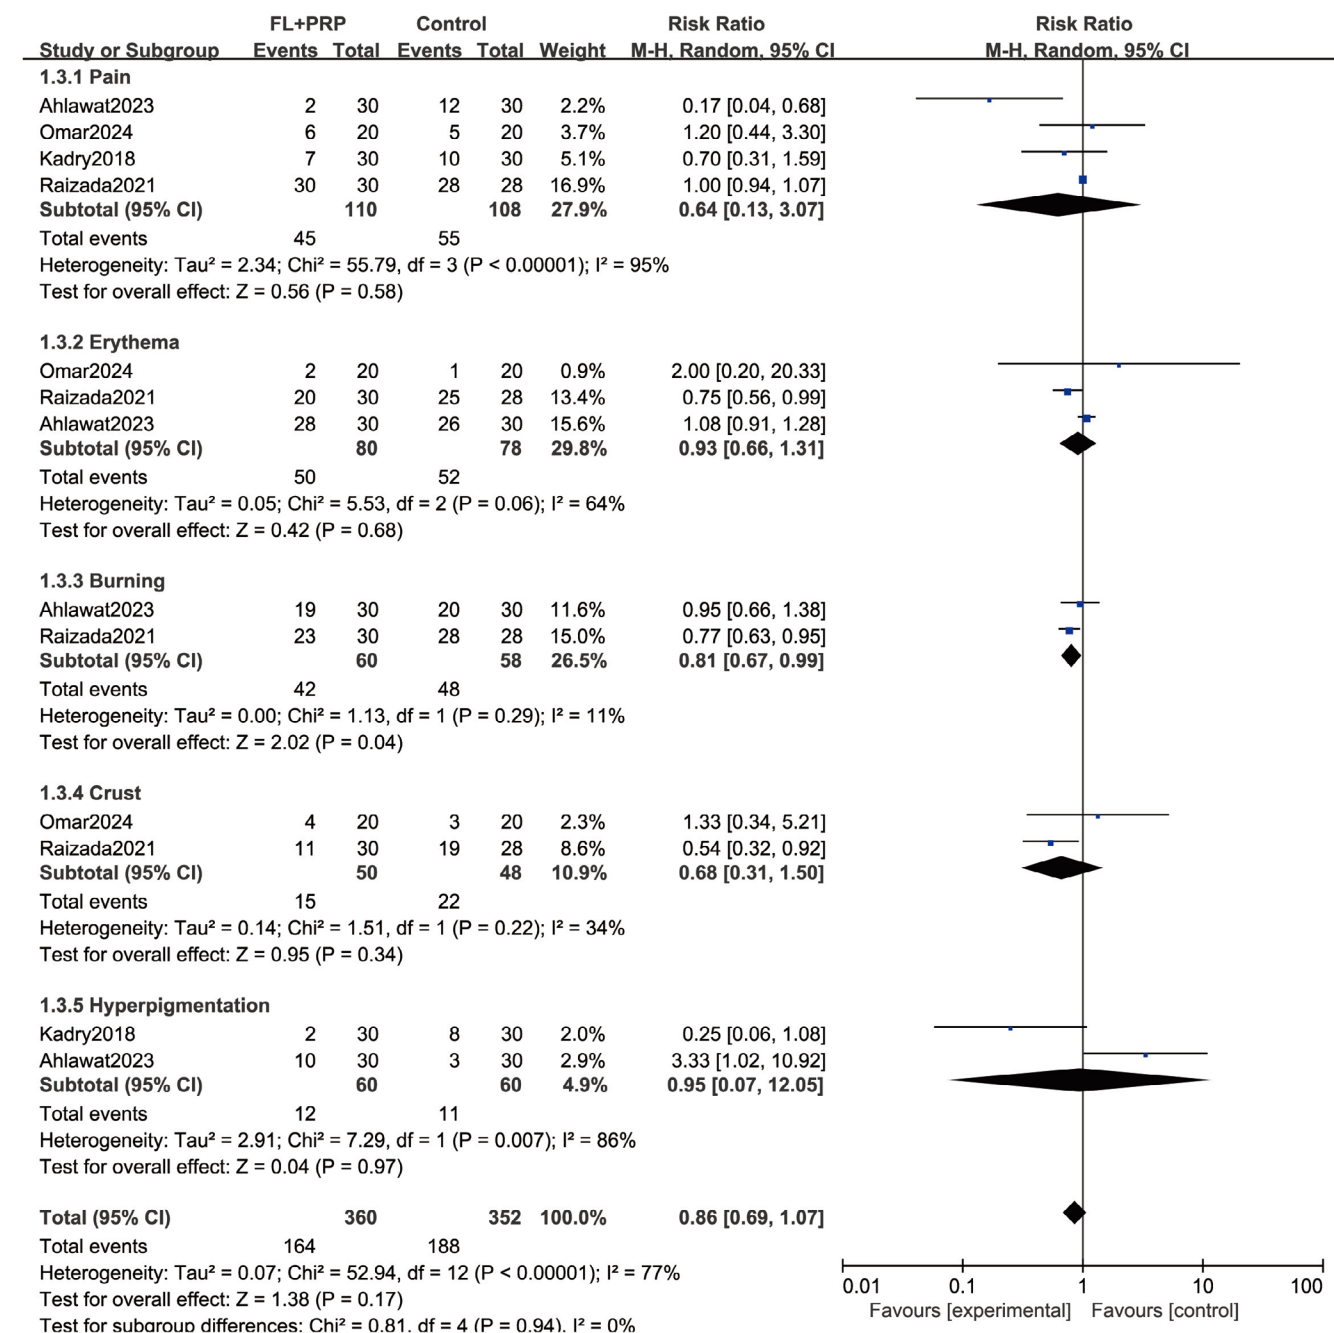 FL+PRP Control Risk Ratio Risk Ratio
Study or Subgroup Events Total Events Total Weight M-H, Random, 95% CI M-H, Random, 95% CI
1.3.1 Pain
Ahlawat2023 2 30 12 30 2.2% 0.17 [0.04, 0.68]
Omar2024 6 20 5 20 3.7% 1.20 [0.44, 3.30]
Kadry2018 7 30 10 30 5.1% 0.70 [0.31, 1.59]
Raizada2021 30 30 28 28 16.9% 1.00 [0.94, 1.07]
Subtotal (95% CI) 110 108 27.9% 0.64 [0.13, 3.07]
Total events 45 55
Heterogeneity: Tau² = 2.34; Chi² = 55.79, df = 3 (P < 0.00001); I² = 95%
Test for overall effect: Z = 0.56 (P = 0.58)
1.3.2 Erythema
Omar2024 2 20 1 20 0.9% 2.00 [0.20, 20.33]
Raizada2021 20 30 25 28 13.4% 0.75 [0.56, 0.99]
Ahlawat2023 28 30 26 30 15.6% 1.08 [0.91, 1.28]
Subtotal (95% CI) 80 78 29.8% 0.93 [0.66, 1.31]
Total events 50 52
Heterogeneity: Tau² = 0.05; Chi² = 5.53, df = 2 (P = 0.06); I² = 64%
Test for overall effect: Z = 0.42 (P = 0.68)
1.3.3 Burning
Ahlawat2023 19 30 20 30 11.6% 0.95 [0.66, 1.38]
Raizada2021 23 30 28 28 15.0% 0.77 [0.63, 0.95]
Subtotal (95% CI) 60 58 26.5% 0.81 [0.67, 0.99]
Total events 42 48
Heterogeneity: Tau² = 0.00; Chi² = 1.13, df = 1 (P = 0.29); I² = 11%
Test for overall effect: Z = 2.02 (P = 0.04)
1.3.4 Crust
Omar2024 4 20 3 20 2.3% 1.33 [0.34, 5.21]
Raizada2021 11 30 19 28 8.6% 0.54 [0.32, 0.92]
Subtotal (95% CI) 50 48 10.9% 0.68 [0.31, 1.50]
Total events 15 22
Heterogeneity: Tau² = 0.14; Chi² = 1.51, df = 1 (P = 0.22); I² = 34%
Test for overall effect: Z = 0.95 (P = 0.34)
1.3.5 Hyperpigmentation
Kadry2018 2 30 8 30 2.0% 0.25 [0.06, 1.08]
Ahlawat2023 10 30 3 30 2.9% 3.33 [1.02, 10.92]
Subtotal (95% CI) 60 60 4.9% 0.95 [0.07, 12.05]
Total events 12 11
Heterogeneity: Tau² = 2.91; Chi² = 7.29, df = 1 (P = 0.007); I² = 86%
Test for overall effect: Z = 0.04 (P = 0.97)
Total (95% CI) 360 352 100.0% 0.86 [0.69, 1.07]
Total events 164 188
Heterogeneity: Tau² = 0.07; Chi² = 52.94, df = 12 (P < 0.00001); I² = 77%
Test for overall effect: Z = 1.38 (P = 0.17)
Test for subgroup differences: Chi² = 0.81, df = 4 (P = 0.94), I² = 0%
0.01 0.1 1 10 100
Favours [experimental] Favours [control]